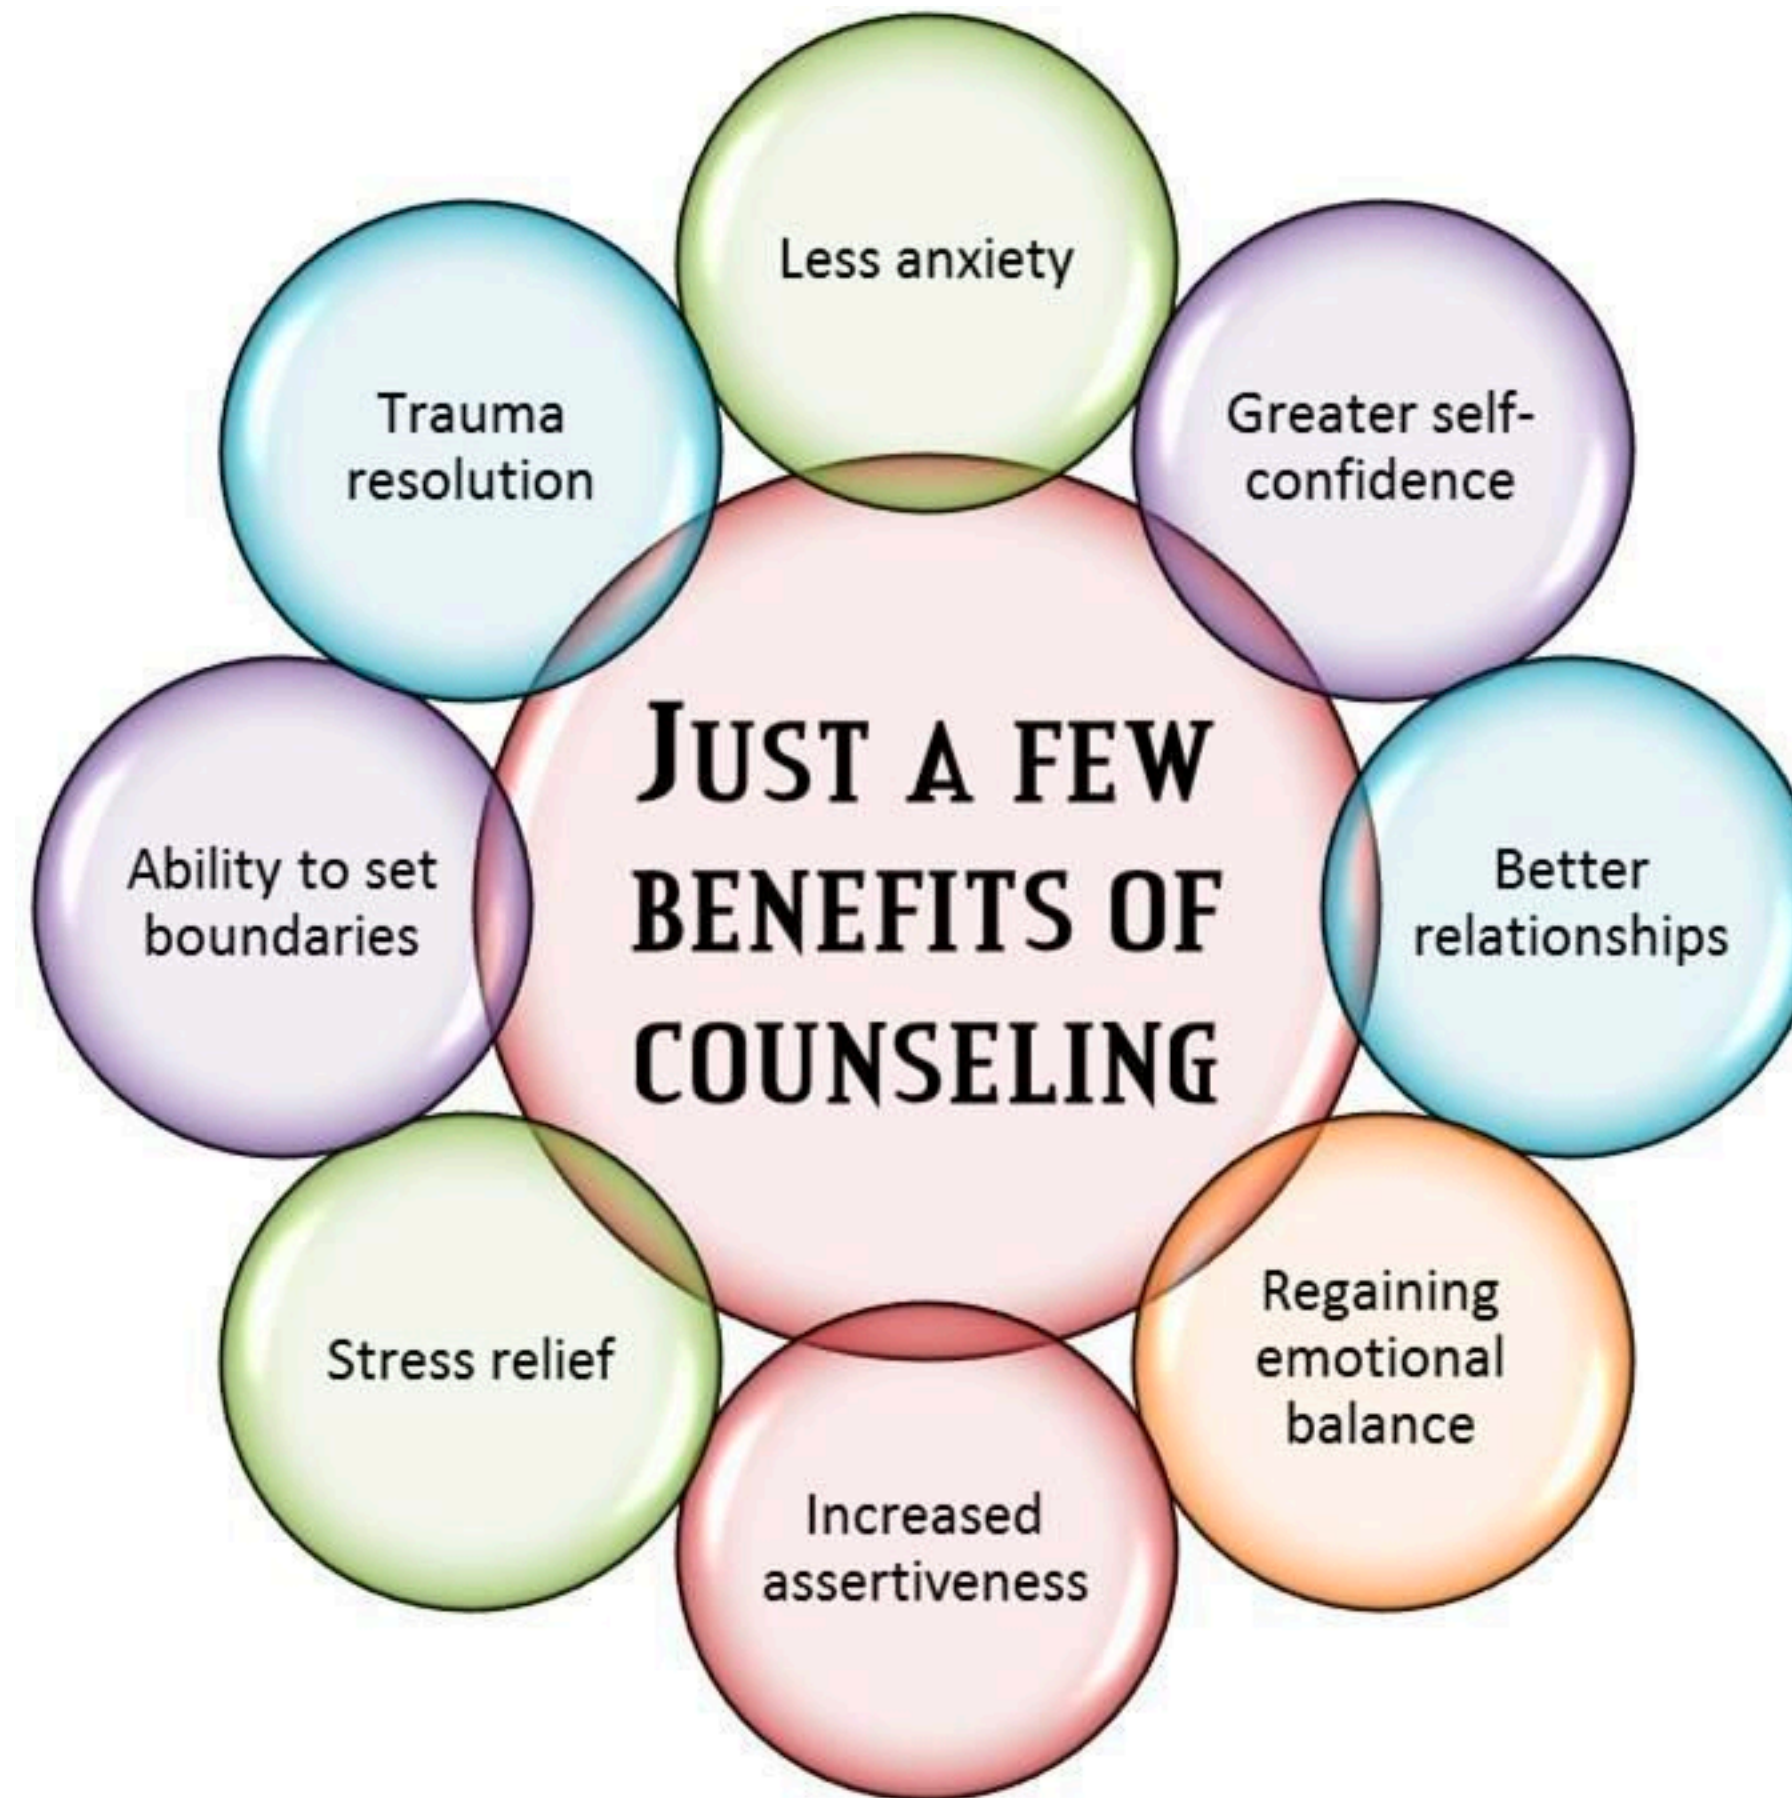 Less anxiety
Greater self-
confidence
Better
relationships
Regaining
emotional
balance
Increased
assertiveness
Stress relief
Ability to set
boundaries
Trauma
resolution
JUST A FEW
BENEFITS OF
COUNSELING